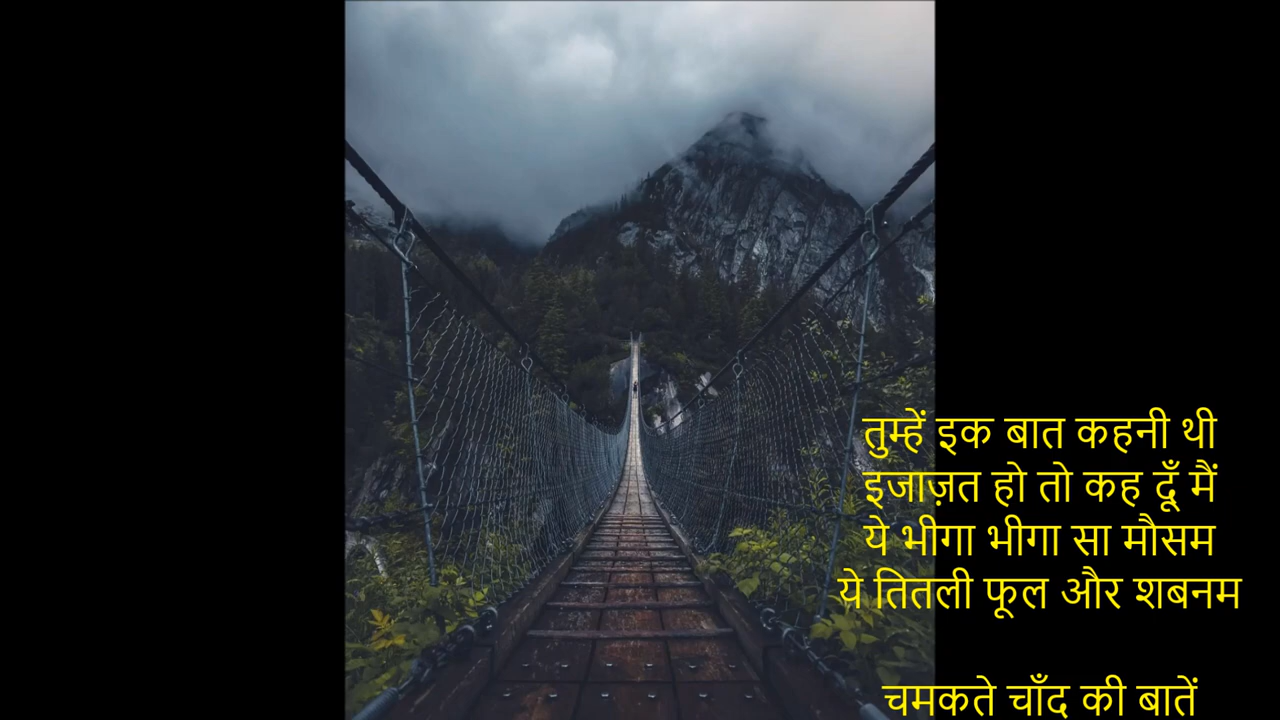 तुम्हें इक बात कहनी थी
इजाज़त हो तो कह दूँ मैं
ये भीगा भीगा सा मौसम
ये तितली फूल और शबनम
चमकते चाँद की बातें